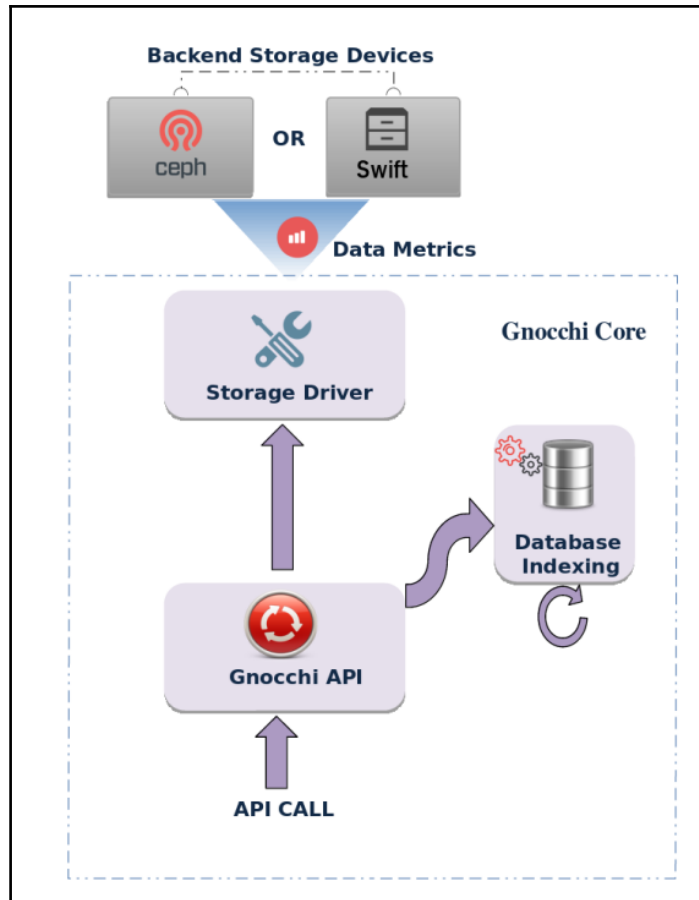 Backend Storage Devices
ceph
OR
Swift
Data Metrics
Gnocchi Core
Storage Driver
Database
Indexing
Gnocchi API
API CALL